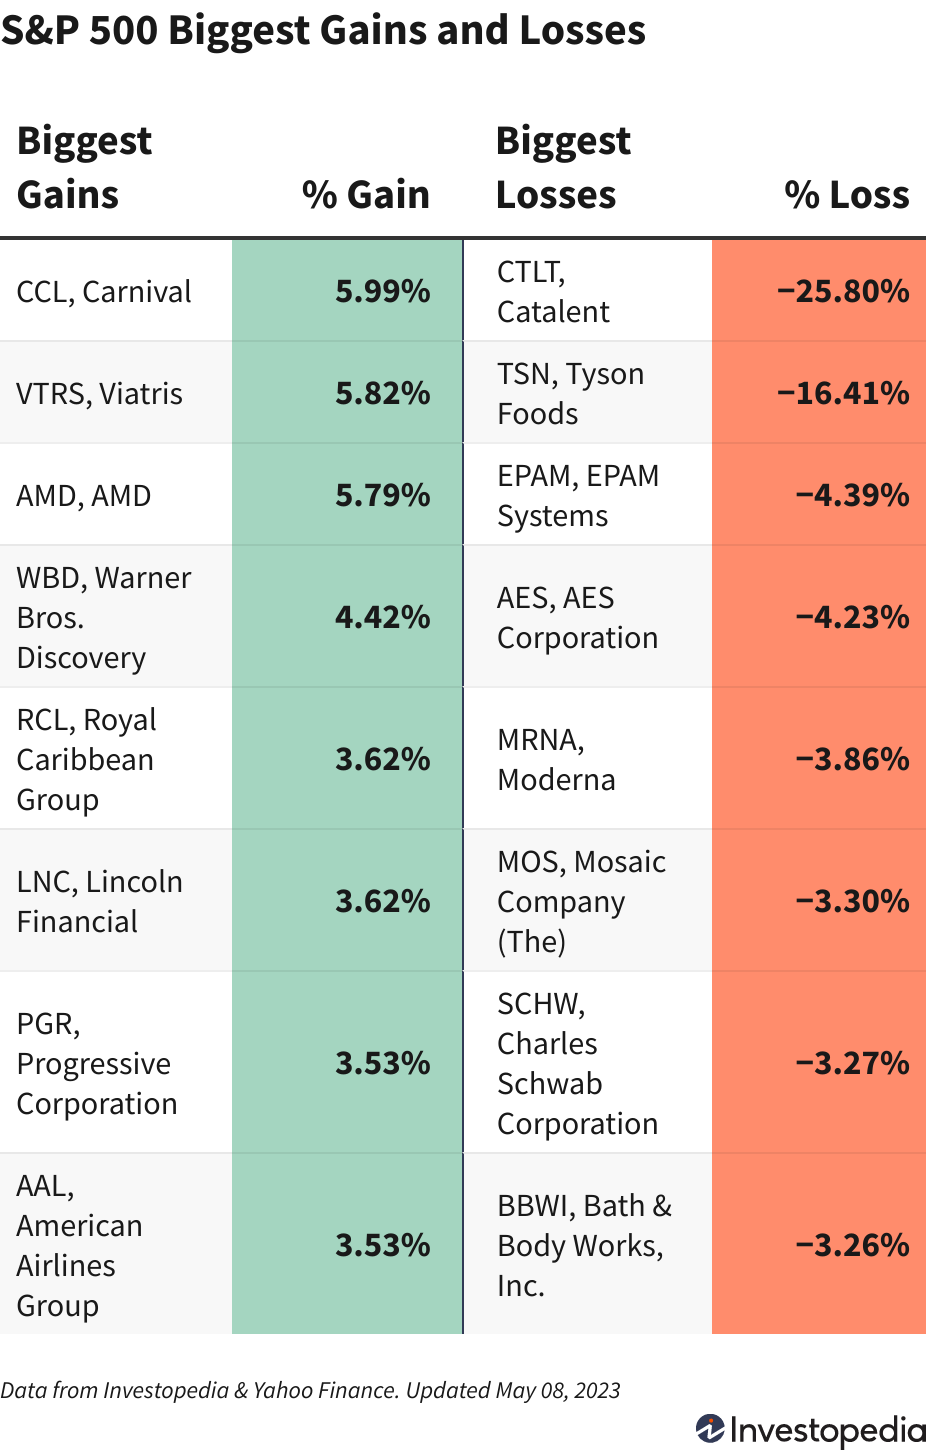 S&P 500 Biggest Gains and Losses
Biggest
Gains
% Gain
Biggest
Losses
% Loss
CCL, Carnival
5.99%
CTLT,
Catalent
−25.80%
VTRS, Viatris
5.82%
TSN, Tyson
Foods
−16.41%
AMD, AMD
5.79%
EPAM, EPAM
Systems
−4.39%
WBD, Warner
Bros.
Discovery
4.42%
AES, AES
Corporation
−4.23%
RCL, Royal
Caribbean
Group
3.62%
MRNA,
Moderna
−3.86%
LNC, Lincoln
Financial
3.62%
MOS, Mosaic
Company
(The)
−3.30%
PGR,
Progressive
Corporation
3.53%
SCHW,
Charles
Schwab
Corporation
−3.27%
AAL,
American
Airlines
Group
3.53%
BBWI, Bath &
Body Works,
Inc.
−3.26%
Data from Investopedia & Yahoo Finance. Updated May 08, 2023
Investopedia